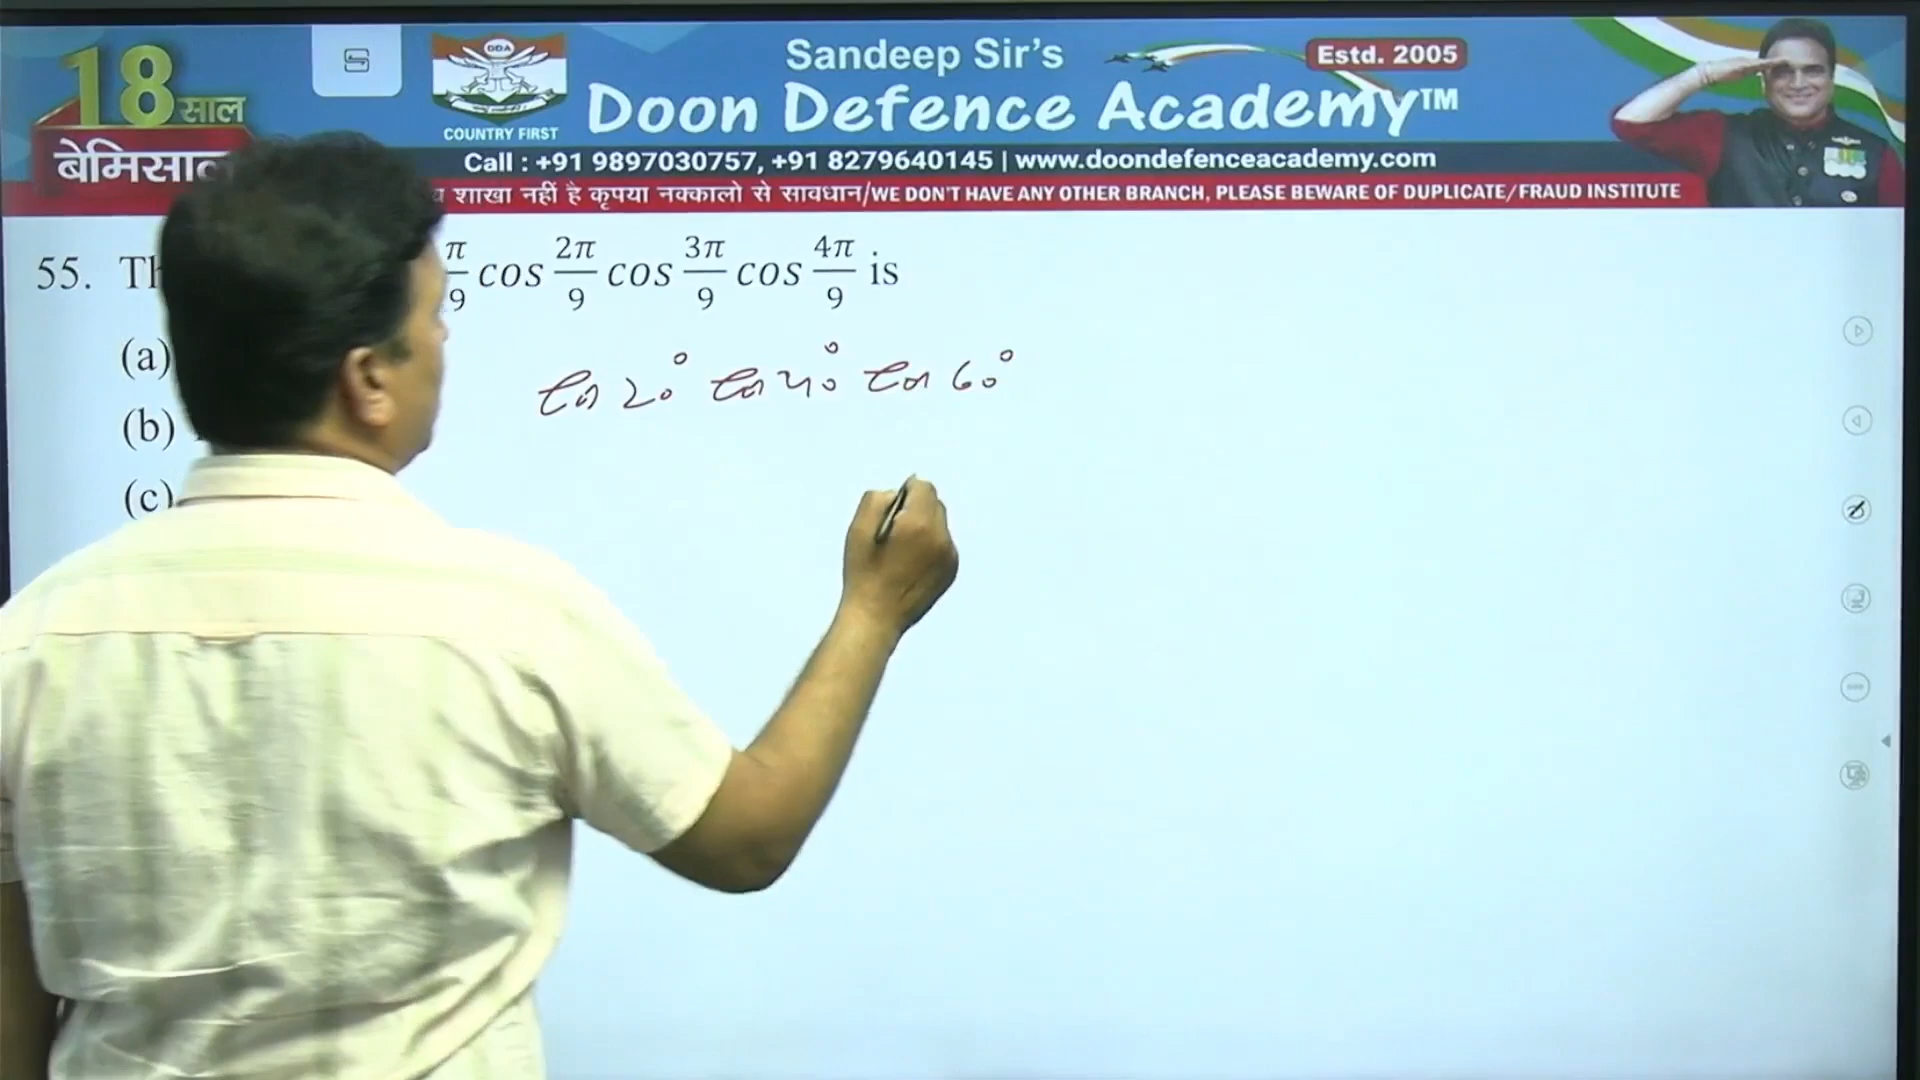 18 साल
बेमिसाल
DDA
COUNTRY FIRST
Sandeep Sir's
Estd. 2005
Doon Defence Academy™
Call : +91 9897030757, +91 8279640145 | www.doondefenceacademy.com
शाखा नहीं है कृपया नक्कालो से सावधान/WE DON'T HAVE ANY OTHER BRANCH, PLEASE BEWARE OF DUPLICATE/FRAUD INSTITUTE
55. π/9 cos 2π/9 cos 3π/9 cos 4π/9 is
(a)
cos 20° cos 40° cos 60°
(b)
(c)